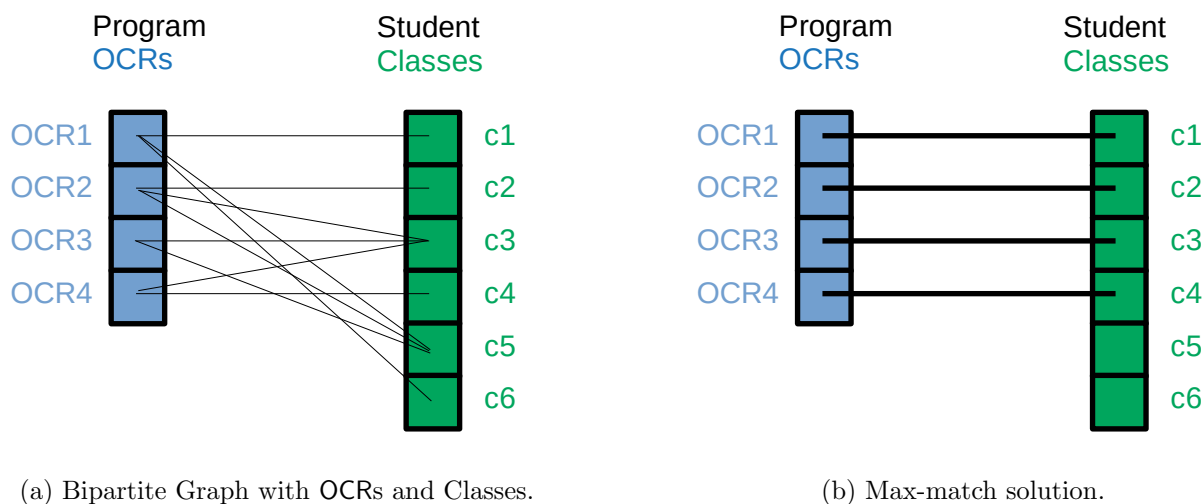 Program
OCRs
Student
Classes
OCR1
OCR2
OCR3
OCR4
c1
c2
c3
c4
c5
c6
(a) Bipartite Graph with OCRs and Classes.
Program
OCRs
Student
Classes
OCR1
OCR2
OCR3
OCR4
c1
c2
c3
c4
c5
c6
(b) Max-match solution.